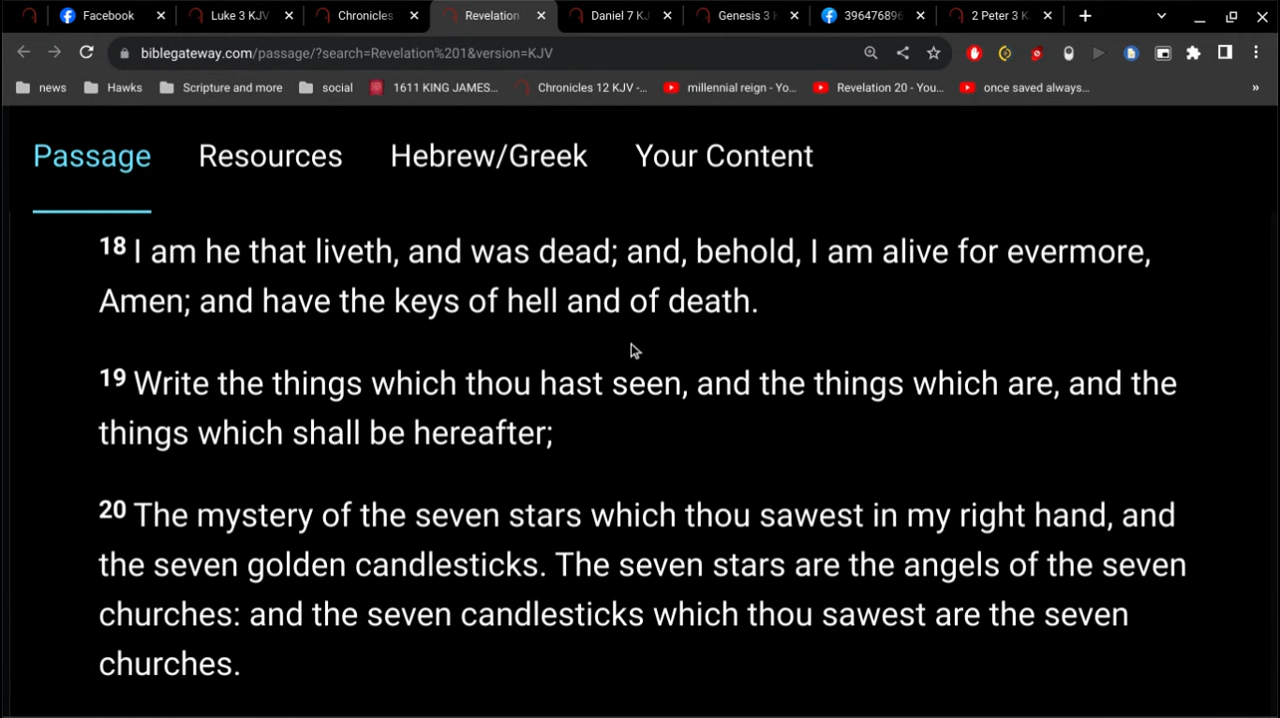 Facebook
Luke 3 KJV
Chronicles
Revelation
Daniel 7 KJ
Genesis 3
396476896
2 Peter 3 K
biblegateway.com/passage/?search=Revelation%201&version=KJV
news
Hawks
Scripture and more
social
1611 KING JAMES...
Chronicles 12 KJV -...
millennial reign - Yo...
Revelation 20 - You...
once saved always...
»
Passage
Resources
Hebrew/Greek
Your Content
18 I am he that liveth, and was dead; and, behold, I am alive for evermore,
Amen; and have the keys of hell and of death.
19 Write the things which thou hast seen, and the things which are, and the
things which shall be hereafter;
20 The mystery of the seven stars which thou sawest in my right hand, and
the seven golden candlesticks. The seven stars are the angels of the seven
churches: and the seven candlesticks which thou sawest are the seven
churches.